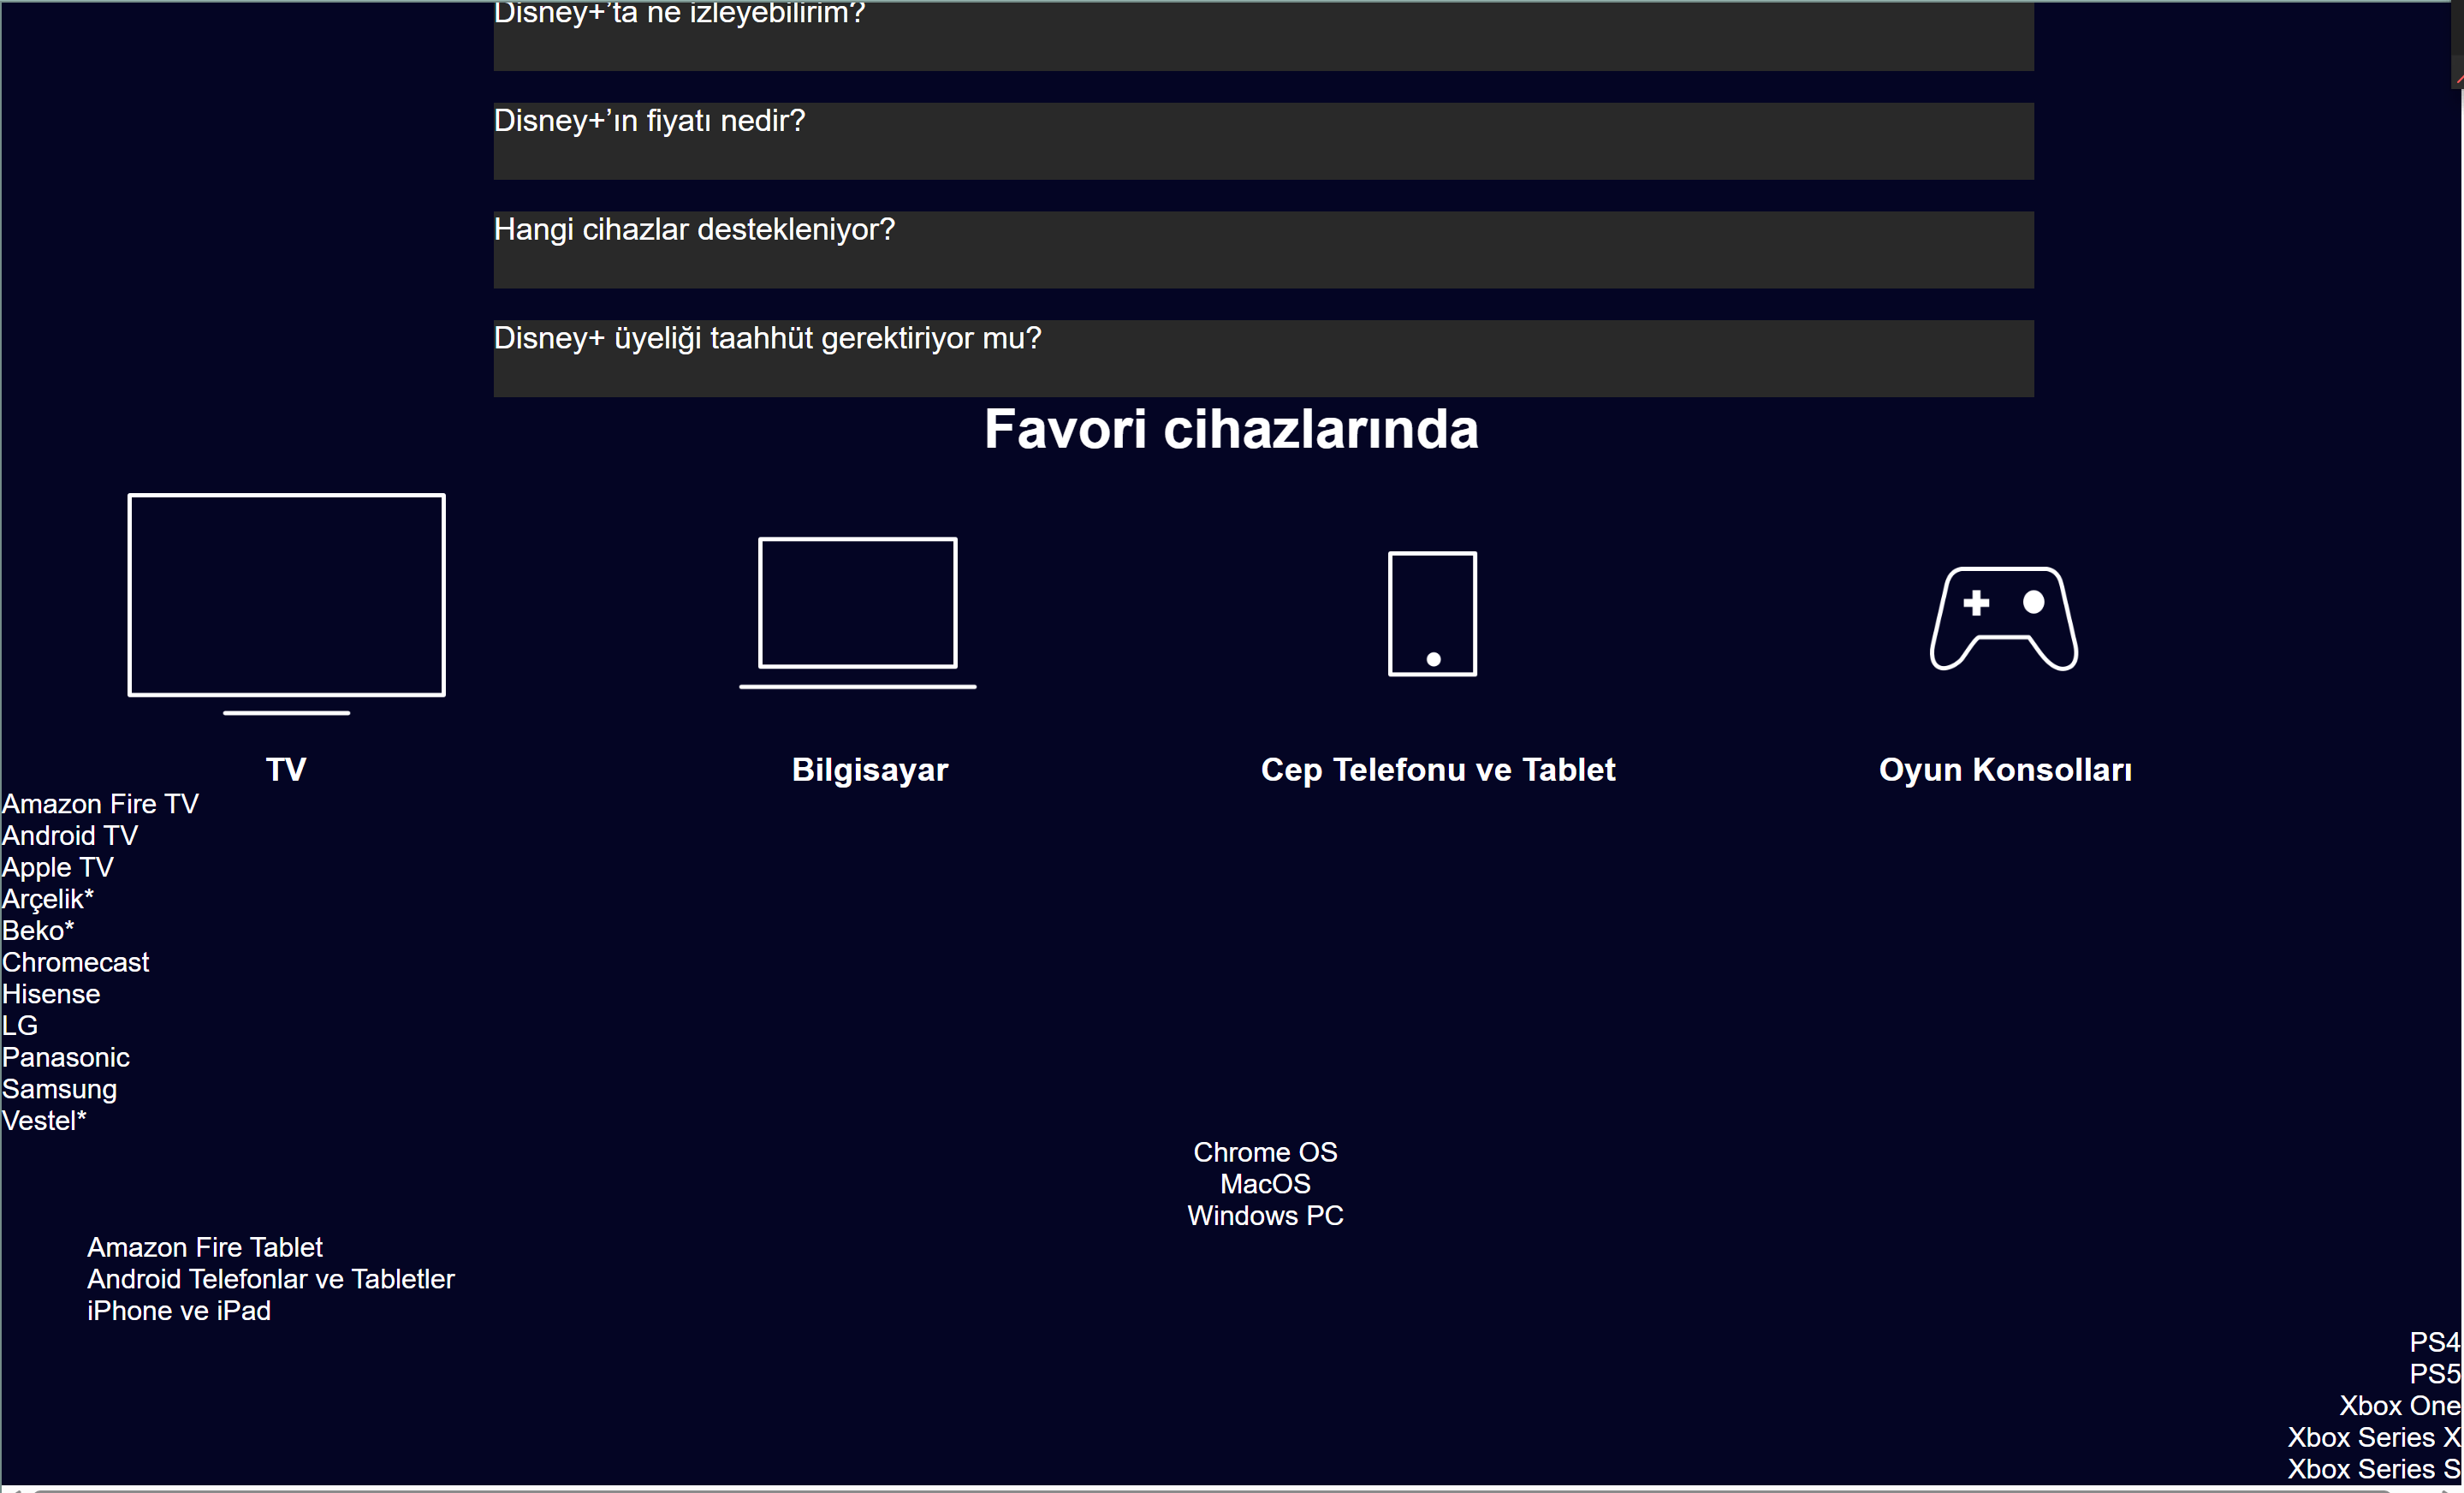 Disney+’ta ne izleyebilirim?
Disney+’ın fiyatı nedir?
Hangi cihazlar destekleniyor?
Disney+ üyeliği taahhüt gerektiriyor mu?
Favori cihazlarında
TV
Bilgisayar
Cep Telefonu ve Tablet
Oyun Konsolları
Amazon Fire TV
Android TV
Apple TV
Arçelik*
Beko*
Chromecast
Hisense
LG
Panasonic
Samsung
Vestel*
Chrome OS
MacOS
Windows PC
Amazon Fire Tablet
Android Telefonlar ve Tabletler
iPhone ve iPad
PS4
PS5
Xbox One
Xbox Series X
Xbox Series S